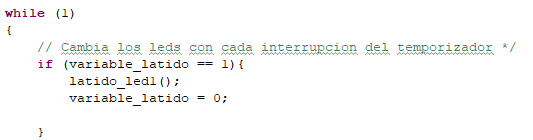 while (1)
{
// Cambia los leds con cada interrupcion del temporizador */
if (variable_latido == 1){
latido_led1();
variable_latido = 0;
}